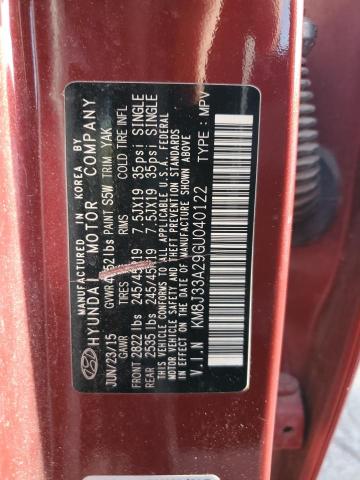 MANUFACTURED IN KOREA BY
HYUNDAI MOTOR COMPANY
JUN/23/15 GVWR lbs PAINT S5W TRIM YAK
GAWR TIRES RIMS COLD TIRE INFL
FRONT 2822 lbs 245/45R19 7.5JX19 35psi SINGLE
REAR 2535 lbs 245/45R19 7.5JX19 35psi SINGLE
THIS VEHICLE CONFORMS TO ALL APPLICABLE U.S.A. FEDERAL
MOTOR VEHICLE SAFETY AND THEFT PREVENTION STANDARDS
IN EFFECT ON THE DATE OF MANUFACTURE SHOWN ABOVE.
V.I.N KM8J33A29GU040122 TYPE: MPV